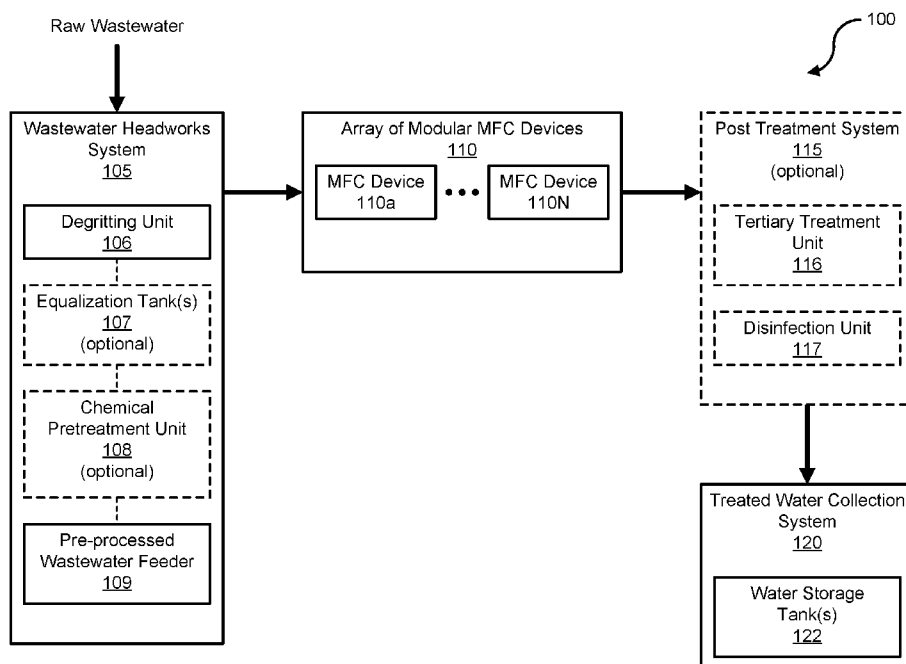 Raw Wastewater
100
Wastewater Headworks
System
105
Degritting Unit
106
Equalization Tank(s)
107
(optional)
Chemical
Pretreatment Unit
108
(optional)
Pre-processed
Wastewater Feeder
109
Array of Modular MFC Devices
110
MFC Device
110a
•••
MFC Device
110N
Post Treatment System
115
(optional)
Tertiary Treatment
Unit
116
Disinfection Unit
117
Treated Water Collection
System
120
Water Storage
Tank(s)
122